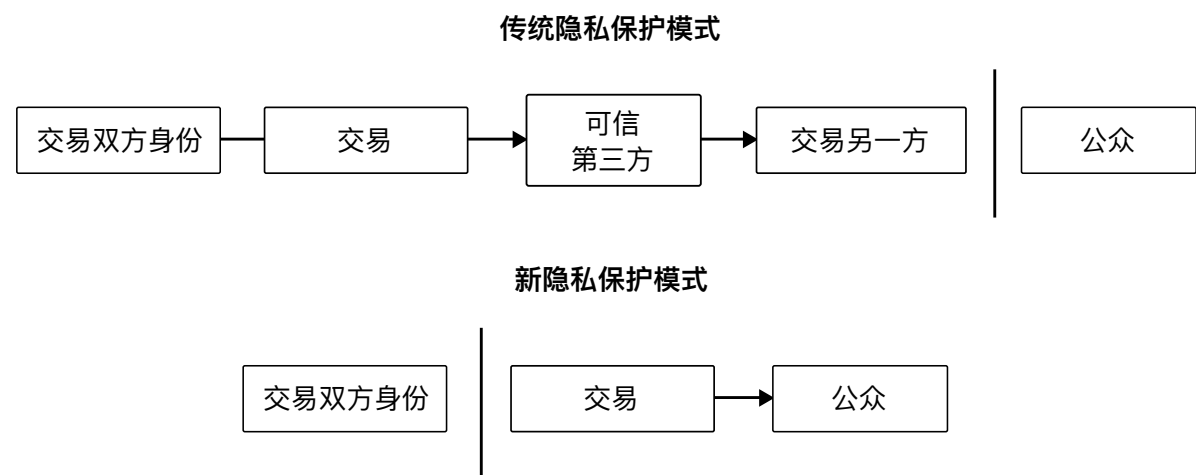 传统隐私保护模式
交易双方身份
交易
可信
第三方
交易另一方
公众
新隐私保护模式
交易双方身份
交易
公众